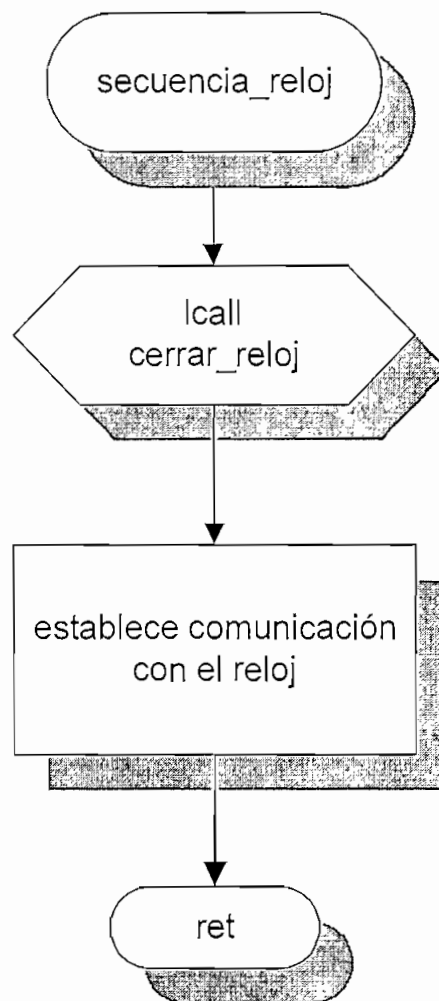 secuencia_reloj
lcall
cerrar_reloj
establece comunicación
con el reloj
ret